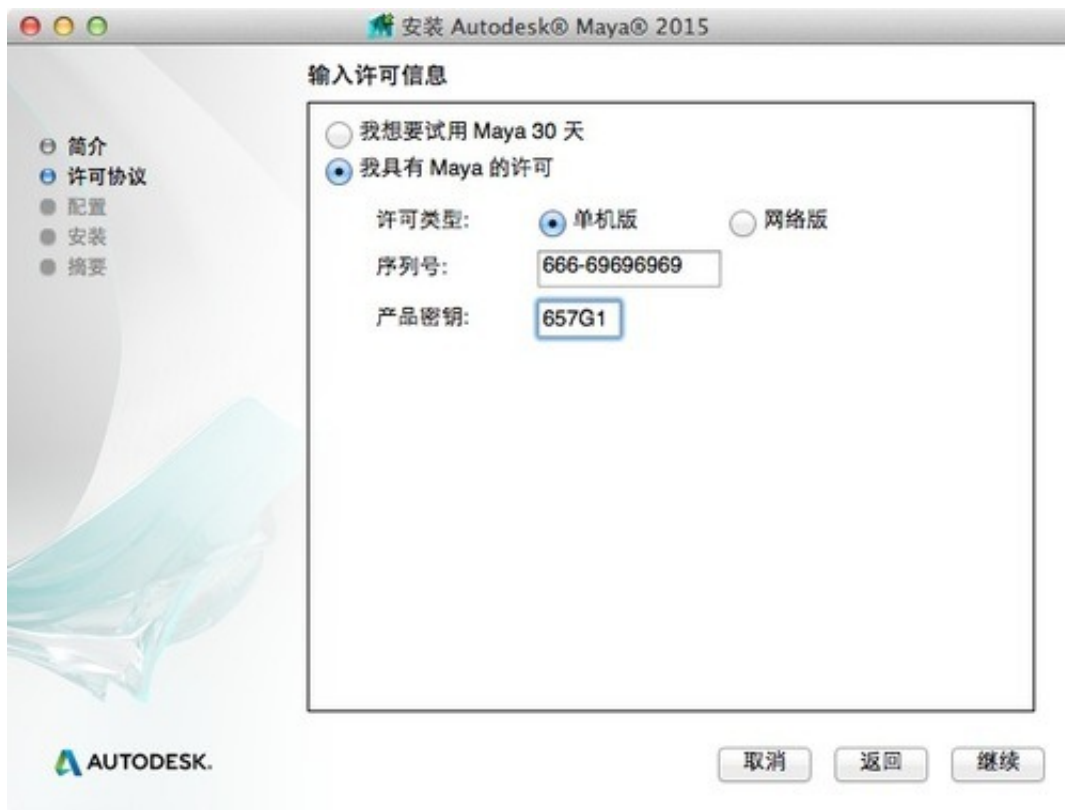 安装 Autodesk® Maya® 2015
输入许可信息
简介
许可协议
配置
安装
摘要
我想要试用 Maya 30 天
我具有 Maya 的许可
许可类型: 单机版 网络版
序列号: 666-69696969
产品密钥: 657G1
AUTODESK.
取消 返回 继续